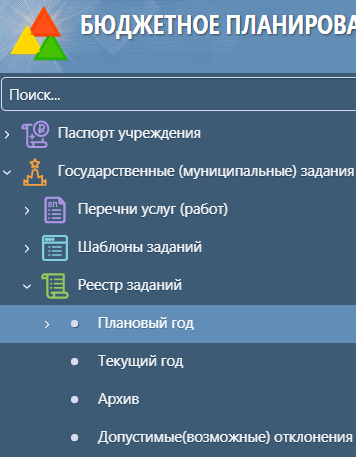 БЮДЖЕТНОЕ ПЛАНИРОВА
Поиск...
Паспорт учреждения
Государственные (муниципальные) задания
Перечни услуг (работ)
Шаблоны заданий
Реестр заданий
Плановый год
Текущий год
Архив
Допустимые(возможные) отклонения